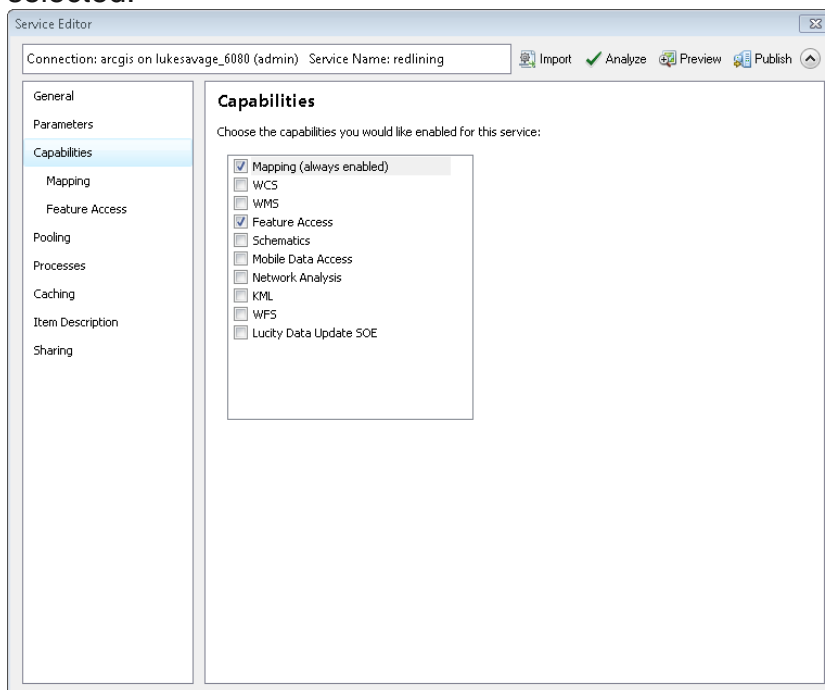 selected.
Service Editor
Connection: arcgis on lukesavage_6080 (admin) Service Name: redlining
Import
Analyze
Preview
Publish
General
Parameters
Capabilities
Mapping
Feature Access
Pooling
Processes
Caching
Item Description
Sharing
Capabilities
Choose the capabilities you would like enabled for this service:
Mapping (always enabled)
WCS
WMS
Feature Access
Schematics
Mobile Data Access
Network Analysis
KML
WFS
Lucity Data Update SOE